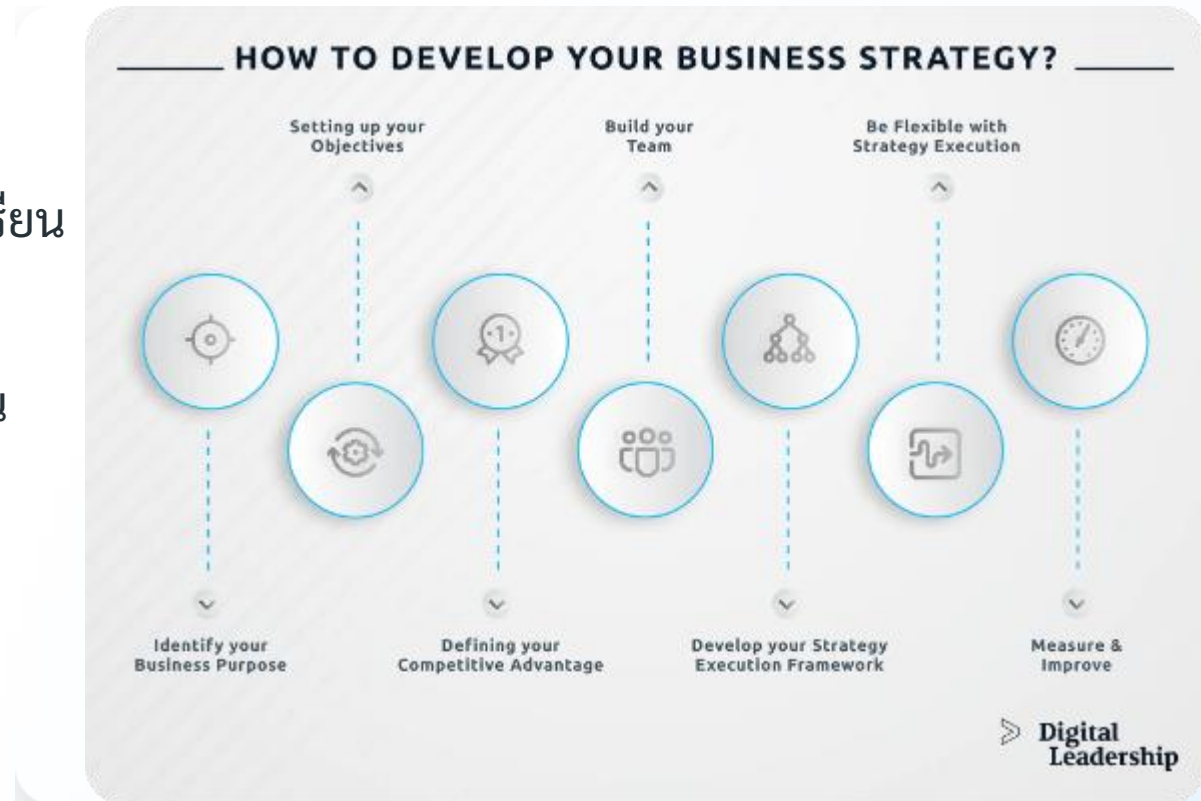 HOW TO DEVELOP YOUR BUSINESS STRATEGY?
Setting up your
Objectives
Build your
Team
Be Flexible with
Strategy Execution
1
Identify your
Business Purpose
Defining your
Competitive Advantage
Develop your Strategy
Execution Framework
Measure &
Improve
Digital
Leadership